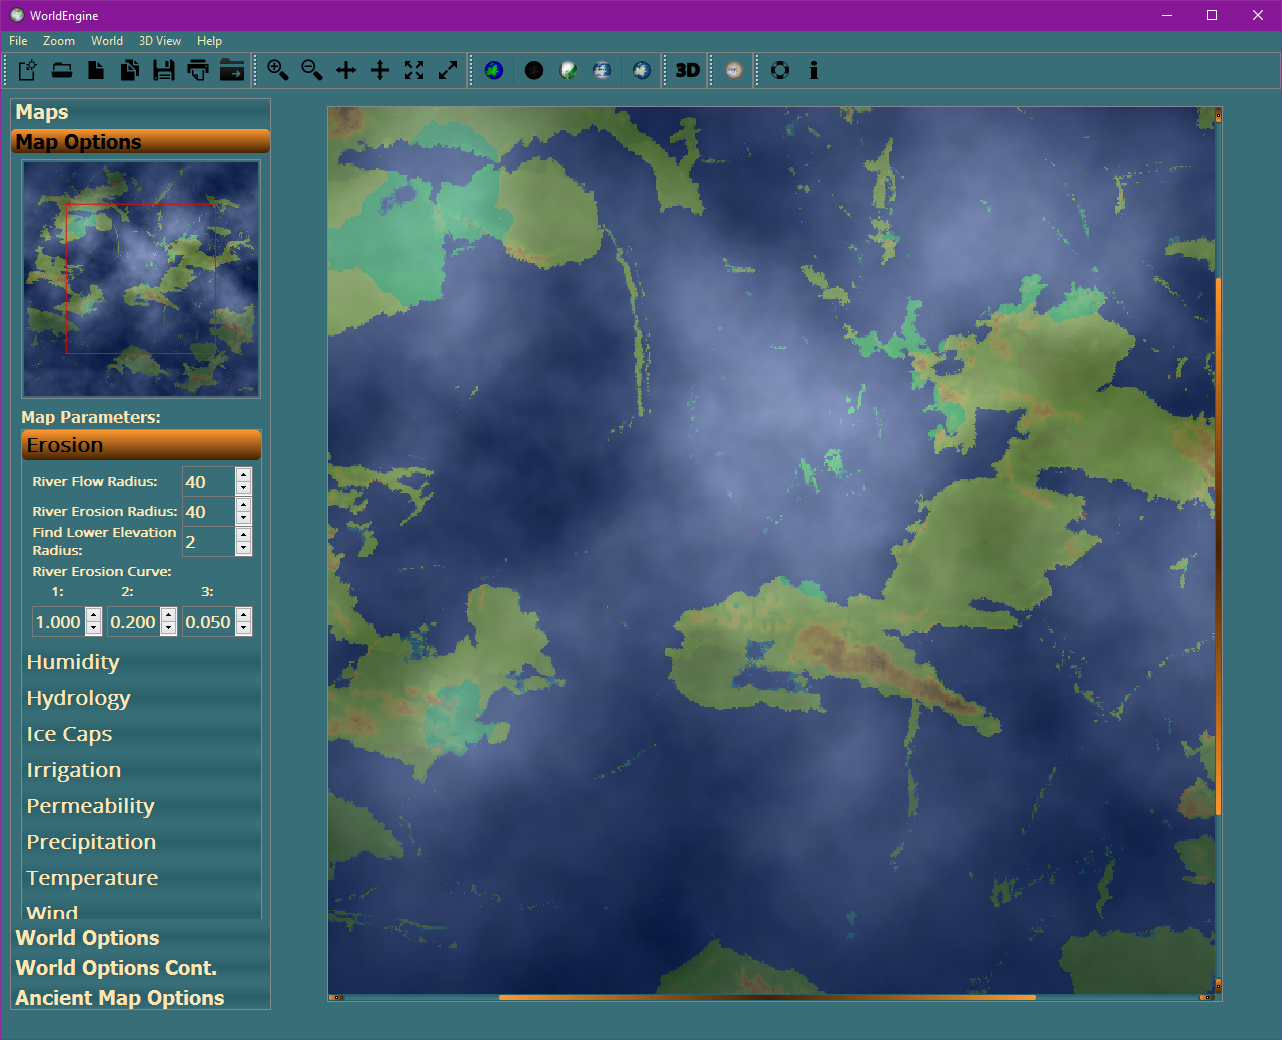 WorldEngine
File Zoom World 3D View Help
3D
Maps
Map Options
Map Parameters:
Erosion
River Flow Radius: 40
River Erosion Radius: 40
Find Lower Elevation
Radius: 2
River Erosion Curve:
1: 2: 3:
1.000 0.200 0.050
Humidity
Hydrology
Ice Caps
Irrigation
Permeability
Precipitation
Temperature
Wind
World Options
World Options Cont.
Ancient Map Options